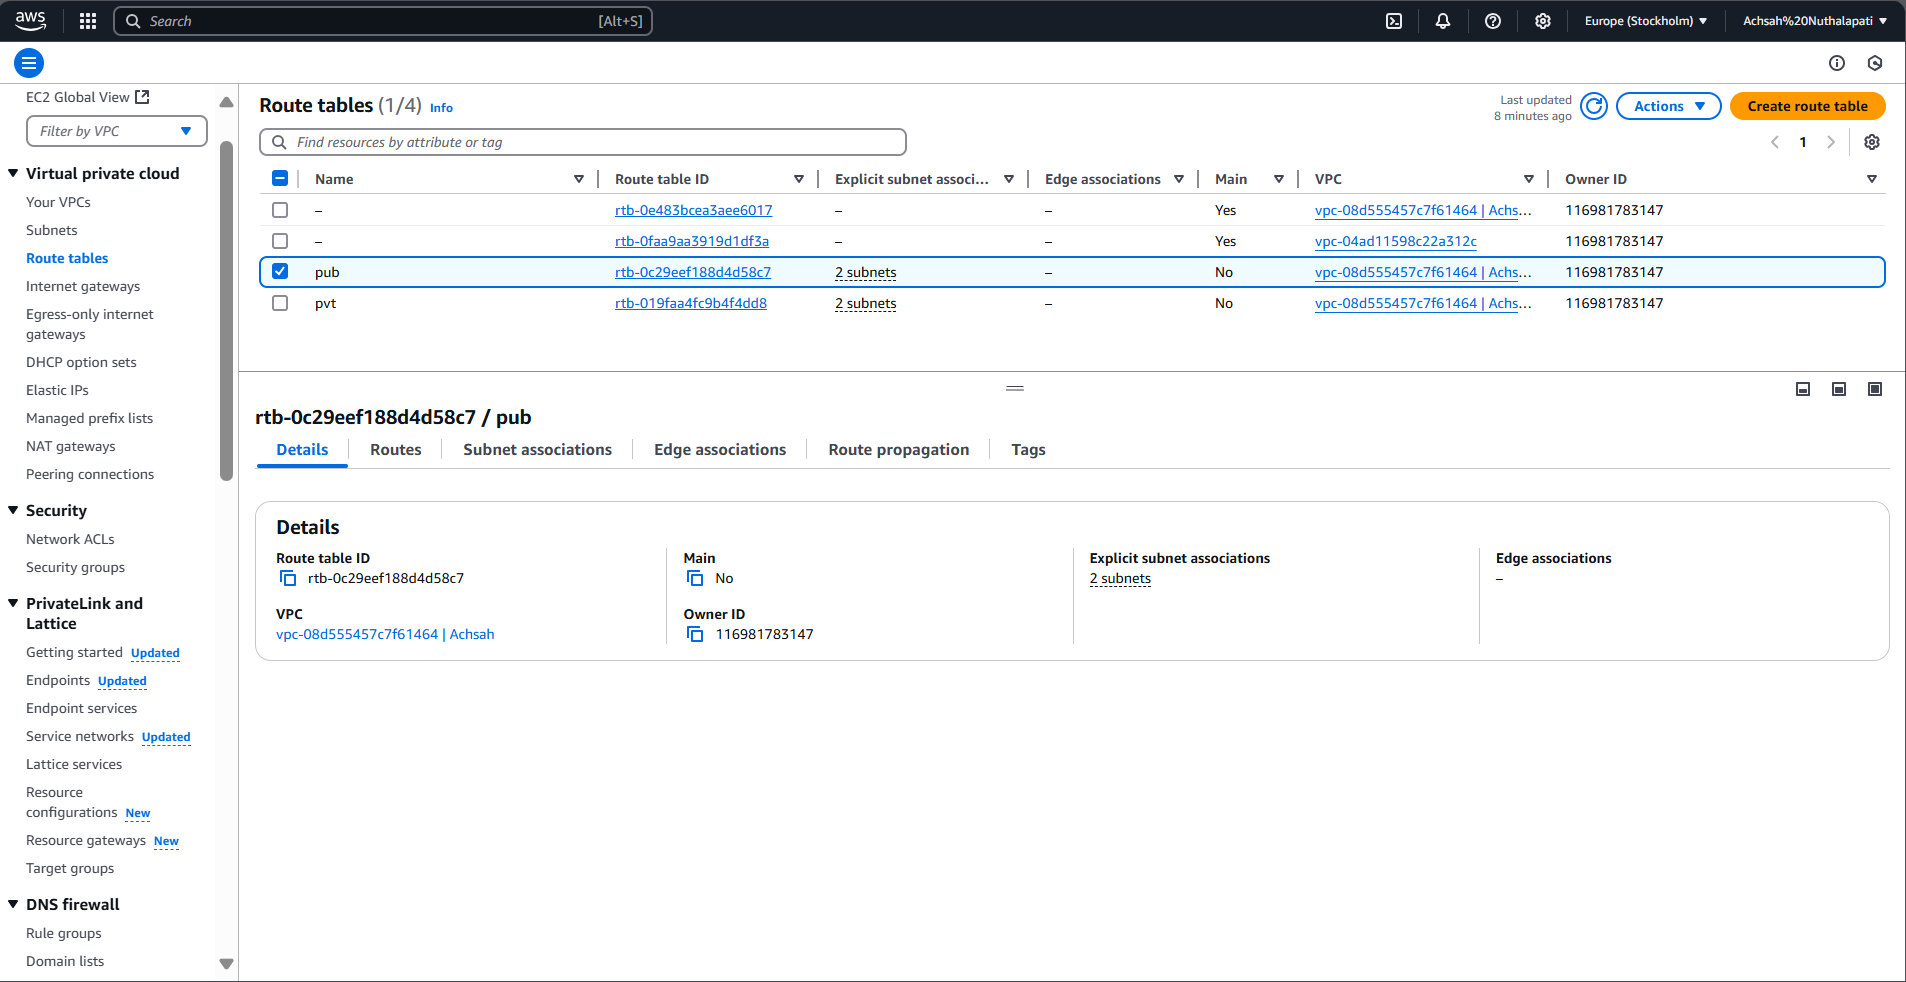 aws
Search [Alt+S]
Europe (Stockholm)
Achsah%20Nuthalapati
EC2 Global View
Filter by VPC
Virtual private cloud
Your VPCs
Subnets
Route tables
Internet gateways
Egress-only internet
gateways
DHCP option sets
Elastic IPs
Managed prefix lists
NAT gateways
Peering connections
Security
Network ACLs
Security groups
PrivateLink and
Lattice
Getting started Updated
Endpoints Updated
Endpoint services
Service networks Updated
Lattice services
Resource
configurations New
Resource gateways New
Target groups
DNS firewall
Rule groups
Domain lists
Route tables (1/4) Info
Last updated
8 minutes ago
Actions
Create route table
Find resources by attribute or tag
1
Name Route table ID Explicit subnet associ... Edge associations Main VPC Owner ID
– rtb-0e483bcea3aee6017 – – Yes vpc-08d555457c7f61464 | Achs... 116981783147
– rtb-0faa9aa3919d1df3a – – Yes vpc-04ad11598c22a312c 116981783147
pub rtb-0c29eef188d4d58c7 2 subnets – No vpc-08d555457c7f61464 | Achs... 116981783147
pvt rtb-019faa4fc9b4f4dd8 2 subnets – No vpc-08d555457c7f61464 | Achs... 116981783147
rtb-0c29eef188d4d58c7 / pub
Details Routes Subnet associations Edge associations Route propagation Tags
Details
Route table ID
rtb-0c29eef188d4d58c7
VPC
vpc-08d555457c7f61464 | Achsah
Main
No
Owner ID
116981783147
Explicit subnet associations
2 subnets
Edge associations
–